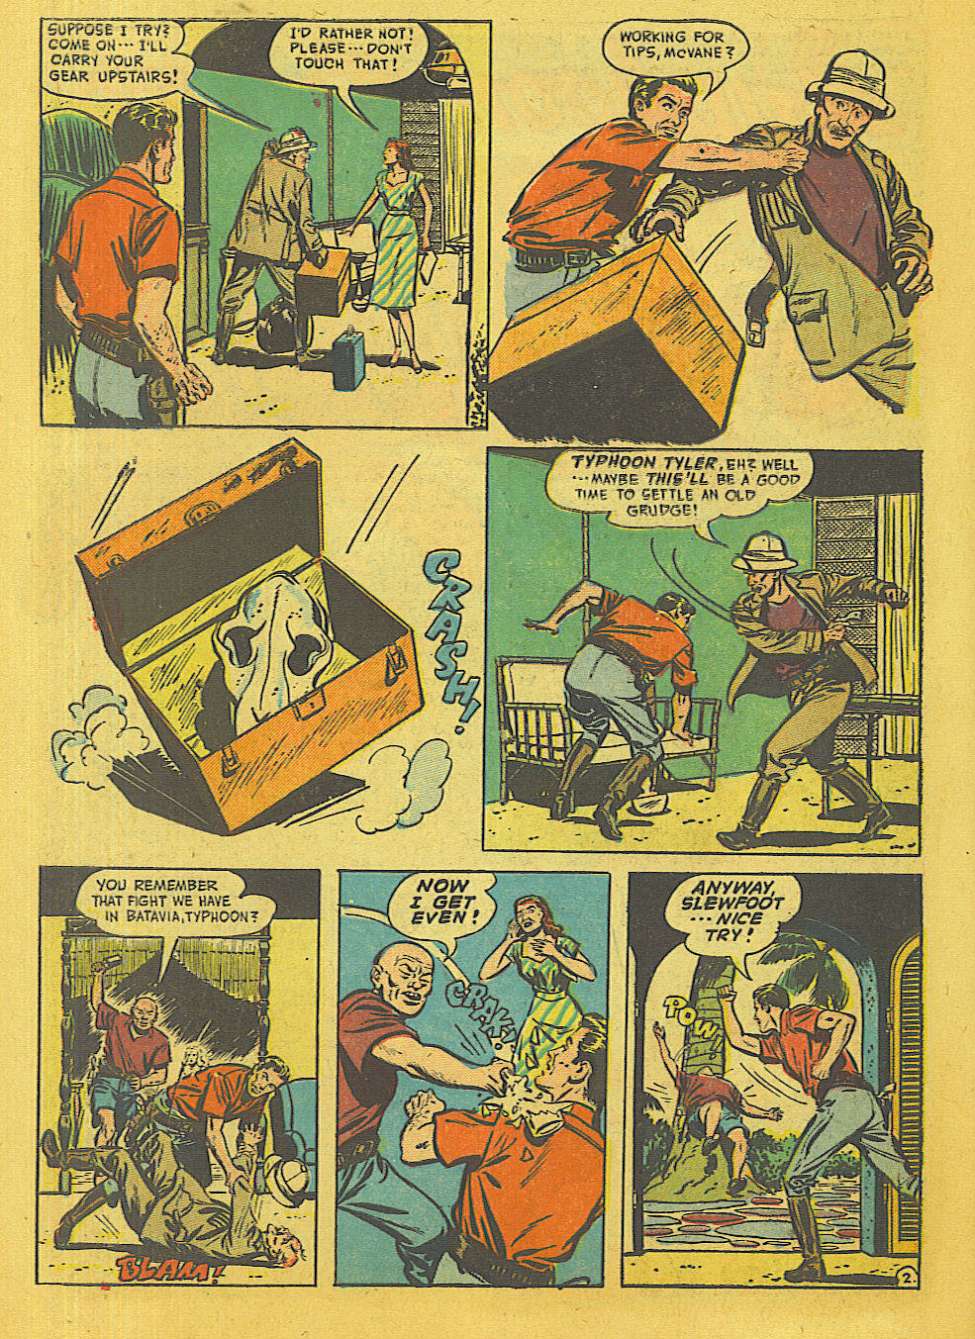 SUPPOSE I TRY?
COME ON--- I'LL
CARRY YOUR
GEAR UPSTAIRS!
I'D RATHER NOT!
PLEASE--- DON'T
TOUCH THAT!
WORKING FOR
TIPS, McVANE?
CRASH!
TYPHOON TYLER, EH? WELL
---MAYBE THIS'LL BE A GOOD
TIME TO SETTLE AN OLD
GRUDGE!
YOU REMEMBER
THAT FIGHT WE HAVE
IN BATAVIA, TYPHOON?
BLAM!
NOW
I GET
EVEN!
CRAK!
ANYWAY,
SLEWFOOT
---NICE
TRY!
POW
2